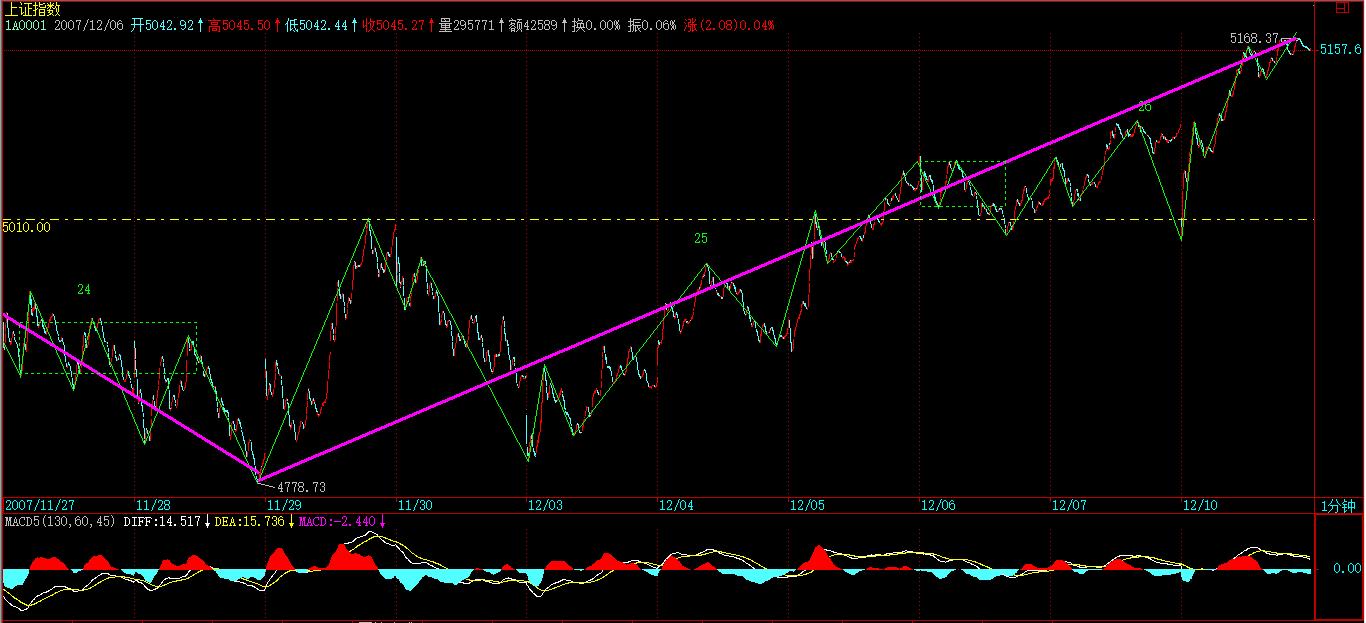 上证指数
1A0001 2007/12/06 开5042.92↑高5045.50↑低5042.44↑收5045.27↑量295771↑额42589↑换0.00% 振0.06% 涨(2.08)0.04%
5168.37
5157.6
26
25
5010.00
24
4778.73
2007/11/27 11/28 11/29 11/30 12/03 12/04 12/05 12/06 12/07 12/10 1分钟
MACD5(130,60,45) DIFF:14.517↓DEA:15.736↓MACD:-2.440↓
0.00